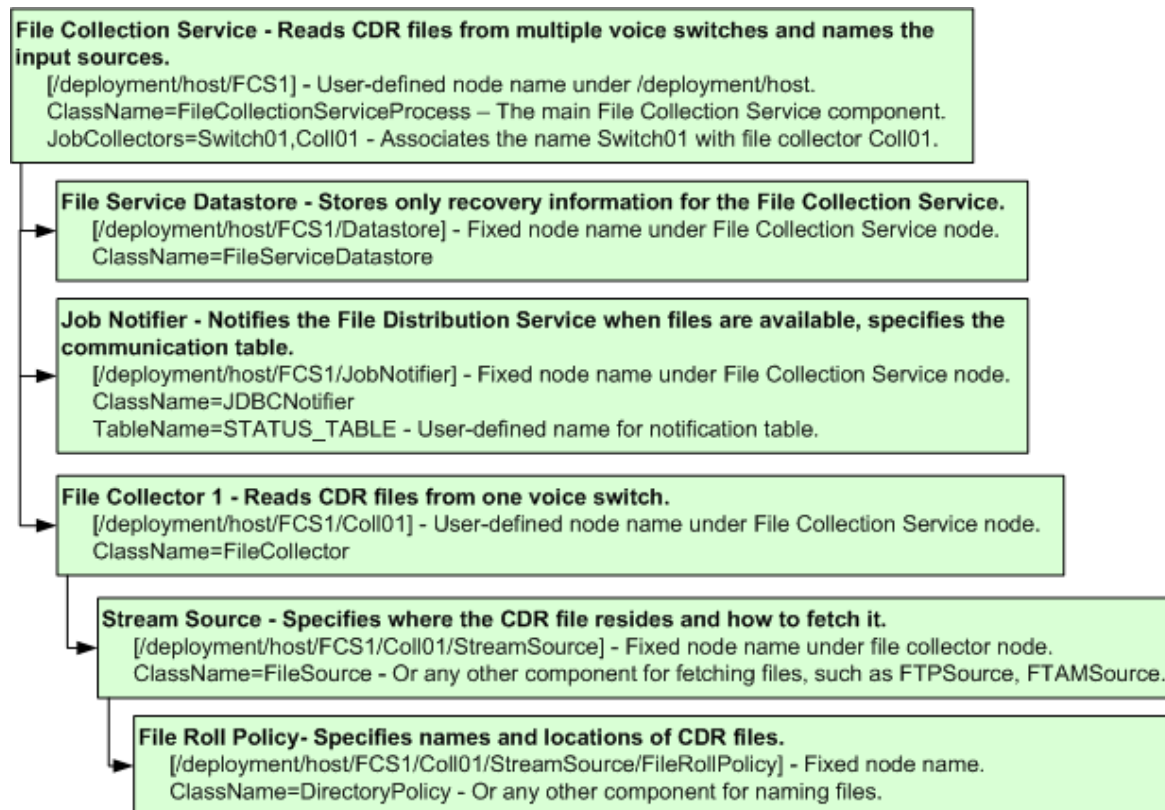 File Collection Service - Reads CDR files from multiple voice switches and names the
input sources.
[/deployment/host/FCS1] - User-defined node name under /deployment/host.
ClassName=FileCollectionServiceProcess – The main File Collection Service component.
JobCollectors=Switch01,Coll01 - Associates the name Switch01 with file collector Coll01.
File Service Datastore - Stores only recovery information for the File Collection Service.
[/deployment/host/FCS1/Datastore] - Fixed node name under File Collection Service node.
ClassName=FileServiceDatastore
Job Notifier - Notifies the File Distribution Service when files are available, specifies the
communication table.
[/deployment/host/FCS1/JobNotifier] - Fixed node name under File Collection Service node.
ClassName=JDBCNotifier
TableName=STATUS_TABLE - User-defined name for notification table.
File Collector 1 - Reads CDR files from one voice switch.
[/deployment/host/FCS1/Coll01] - User-defined node name under File Collection Service node.
ClassName=FileCollector
Stream Source - Specifies where the CDR file resides and how to fetch it.
[/deployment/host/FCS1/Coll01/StreamSource] - Fixed node name under file collector node.
ClassName=FileSource - Or any other component for fetching files, such as FTPSource, FTAMSource.
File Roll Policy- Specifies names and locations of CDR files.
[/deployment/host/FCS1/Coll01/StreamSource/FileRollPolicy] - Fixed node name.
ClassName=DirectoryPolicy - Or any other component for naming files.